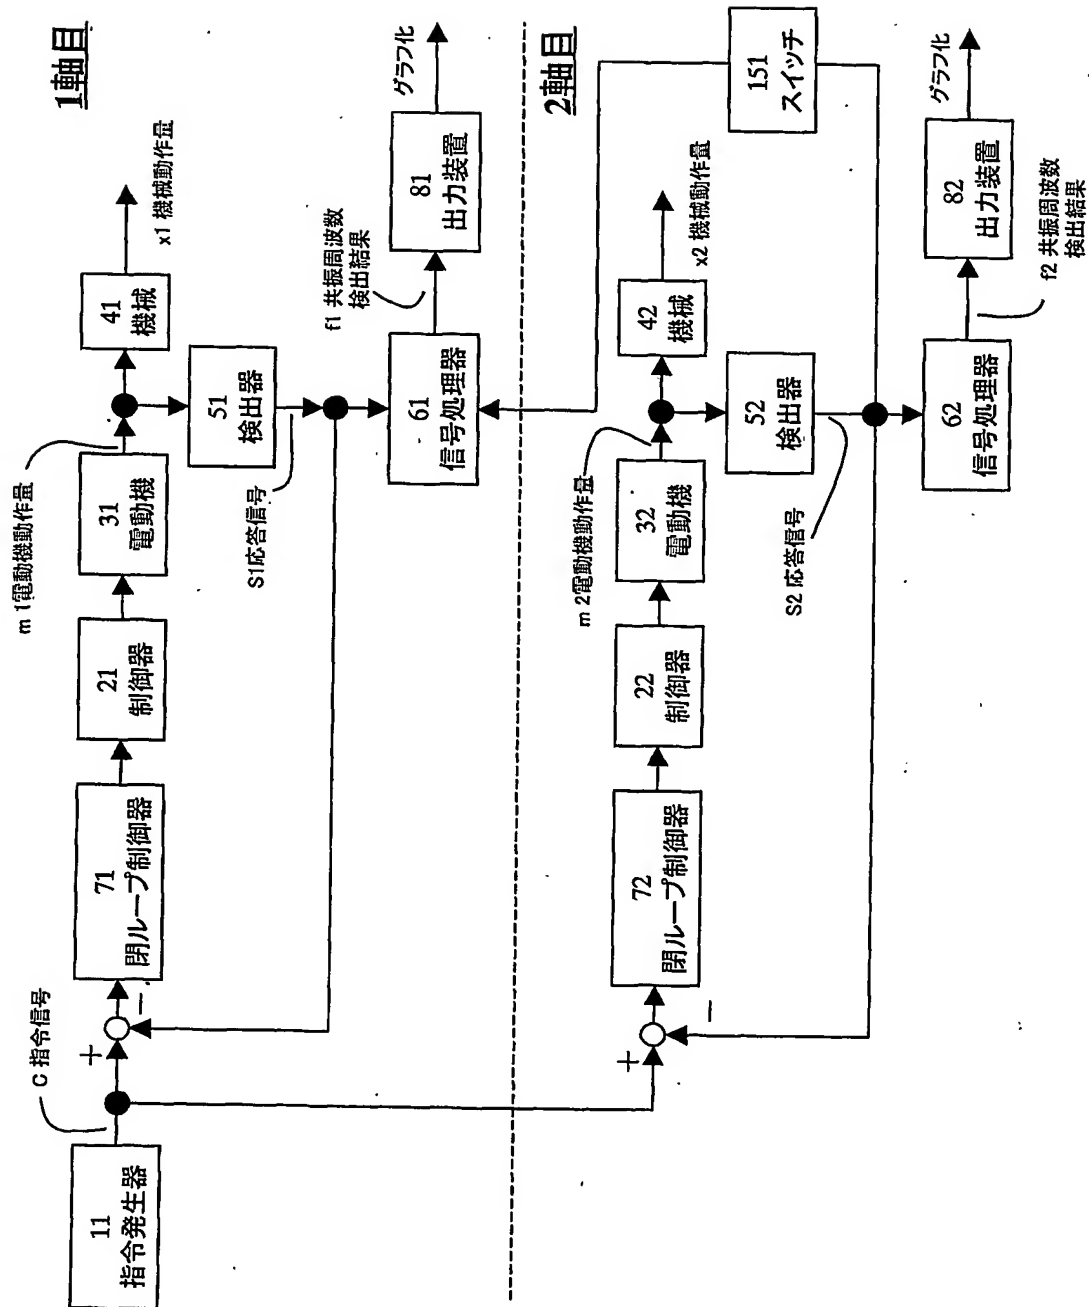 1軸目
11
指令発生器
C 指令信号
+
-
71
閉ループ制御器
21
制御器
31
電動機
m 1電動機動作量
41
機械
x1 機械動作量
51
検出器
S1応答信号
61
信号処理器
f1 共振周波数
検出結果
81
出力装置
グラフ化
2軸目
+
-
72
閉ループ制御器
22
制御器
32
電動機
m 2電動機動作量
42
機械
x2 機械動作量
52
検出器
S2 応答信号
151
スイッチ
62
信号処理器
f2 共振周波数
検出結果
82
出力装置
グラフ化